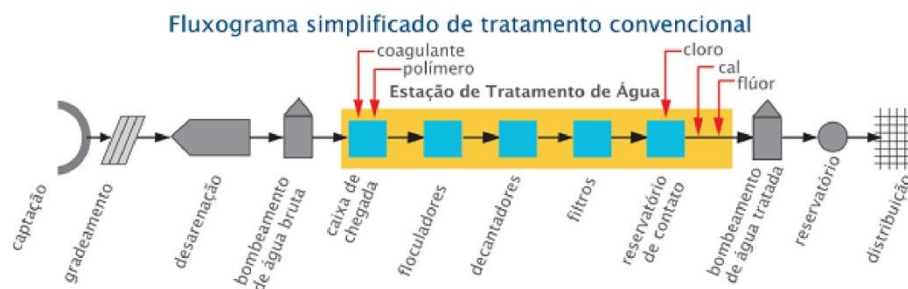 Fluxograma simplificado de tratamento convencional
coagulante
polímero
cloro
cal
flúor
Estação de Tratamento de Água
captação
gradeamento
desarenação
bombeamento
de água bruta
caixa de
chegada
floculadores
decantadores
filtros
reservatório
de contato
bombeamento
de água tratada
reservatório
distribuição